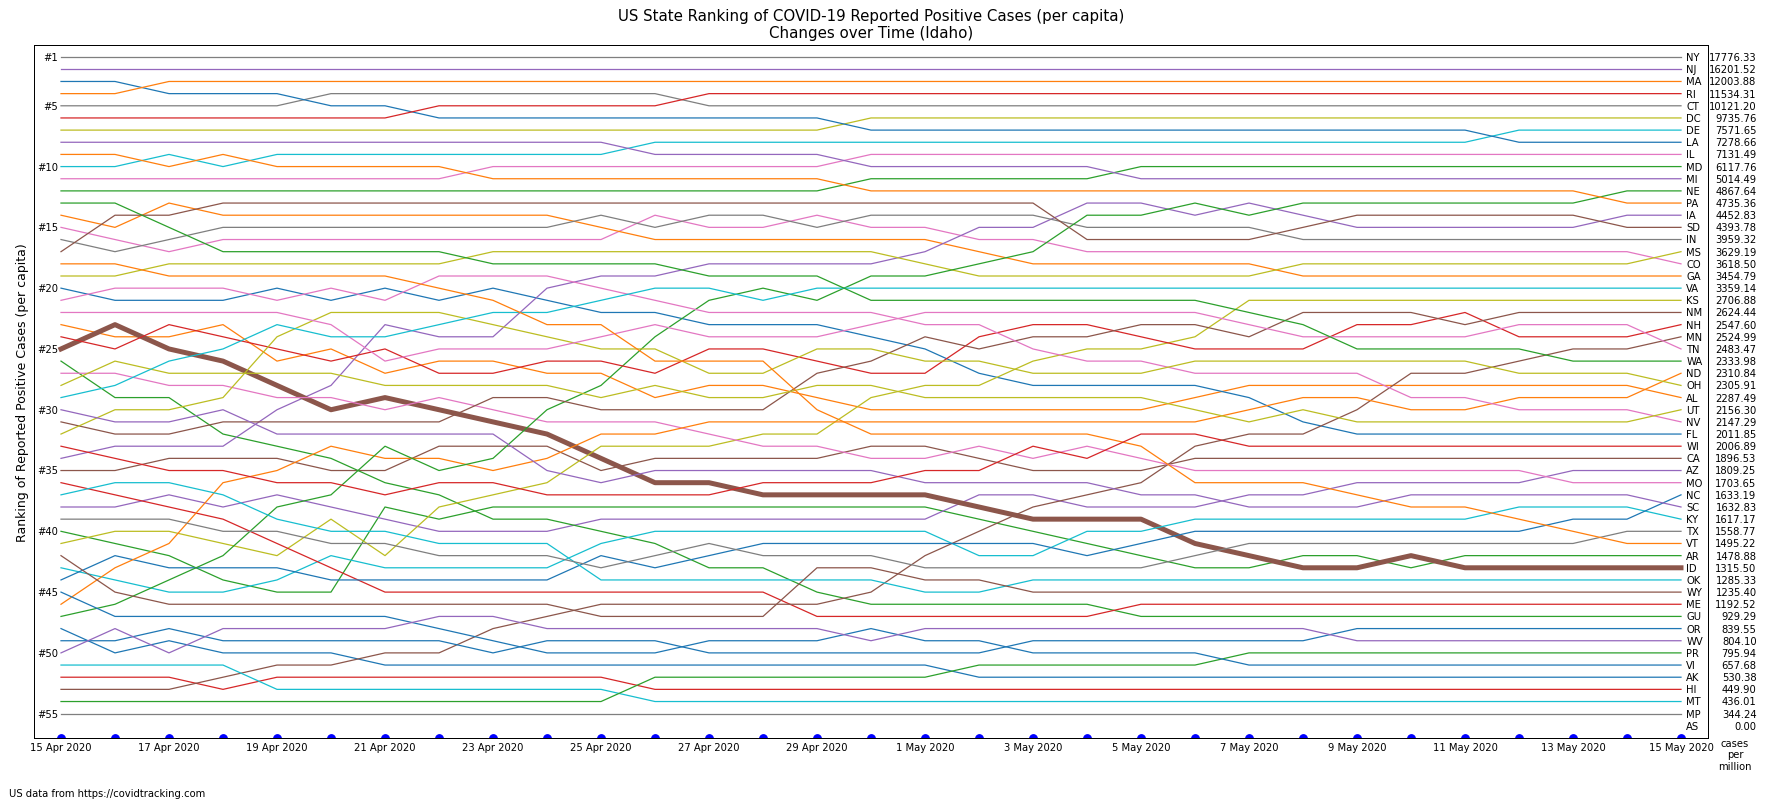 US State Ranking of COVID-19 Reported Positive Cases (per capita)
Changes over Time (Idaho)
Ranking of Reported Positive Cases (per capita)
#1
#5
#10
#15
#20
#25
#30
#35
#40
#45
#50
#55
NY 17776.33
NJ 16201.52
MA 12003.88
RI 11534.31
CT 10121.20
DC 9735.76
DE 7571.65
LA 7278.66
IL 7131.49
MD 6117.76
MI 5014.49
NE 4867.64
PA 4735.36
IA 4452.83
SD 4393.78
IN 3959.32
MS 3629.19
CO 3618.50
GA 3454.79
VA 3359.14
KS 2706.88
NM 2624.44
NH 2547.60
MN 2524.99
TN 2483.47
WA 2333.98
ND 2310.84
OH 2305.91
AL 2287.49
UT 2156.30
NV 2147.29
FL 2011.85
WI 2006.89
CA 1896.53
AZ 1809.25
MO 1703.65
NC 1633.19
SC 1632.83
KY 1617.17
TX 1558.77
VT 1495.22
AR 1478.88
ID 1315.50
OK 1285.33
WY 1235.40
ME 1192.52
GU 929.29
OR 839.55
WV 804.10
PR 795.94
VI 657.68
AK 530.38
HI 449.90
MT 436.01
MP 344.24
AS 0.00
15 Apr 2020 17 Apr 2020 19 Apr 2020 21 Apr 2020 23 Apr 2020 25 Apr 2020 27 Apr 2020 29 Apr 2020 1 May 2020 3 May 2020 5 May 2020 7 May 2020 9 May 2020 11 May 2020 13 May 2020 15 May 2020
cases
per
million
US data from https://covidtracking.com